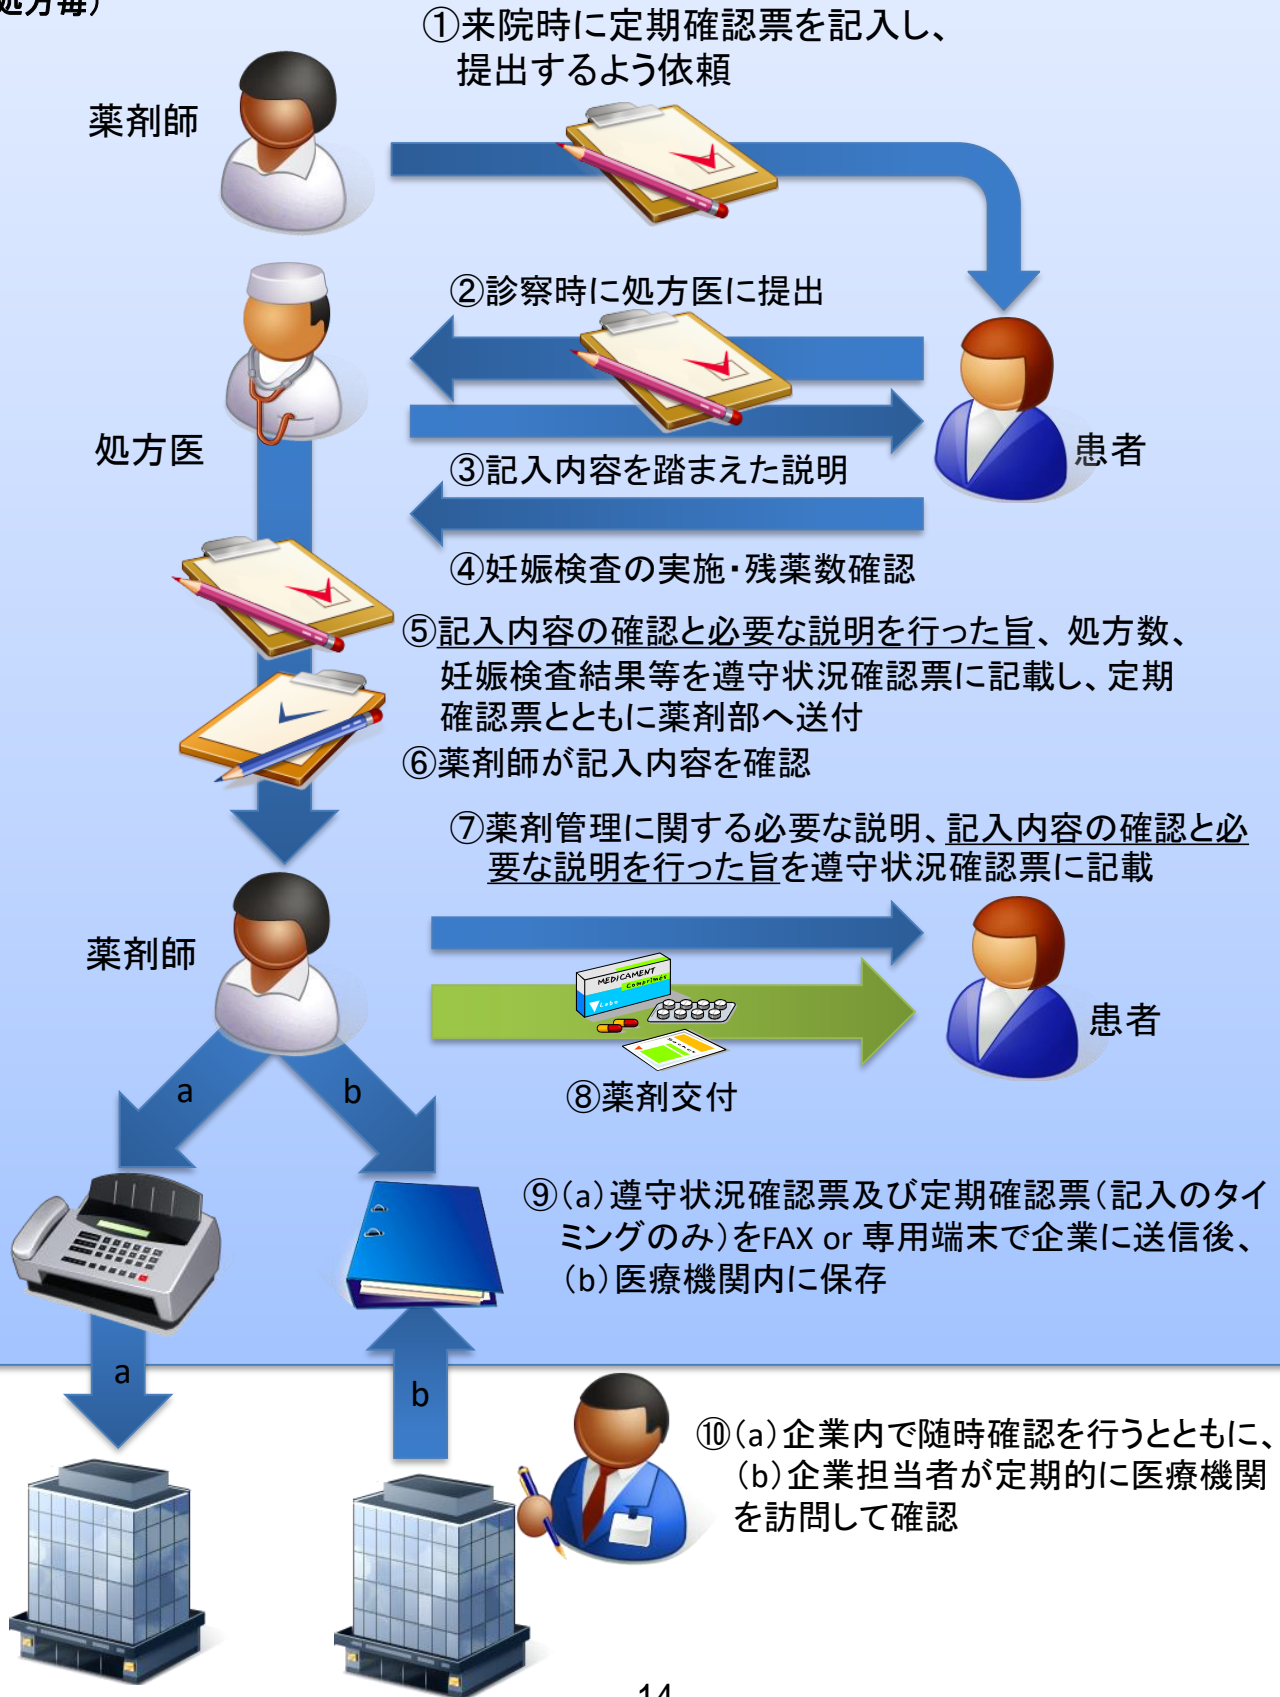 処方毎）
①来院時に定期確認票を記入し、
提出するよう依頼
薬剤師
②診察時に処方医に提出
処方医
患者
③記入内容を踏まえた説明
④妊娠検査の実施・残薬数確認
⑤記入内容の確認と必要な説明を行った旨、処方数、
妊娠検査結果等を遵守状況確認票に記載し、定期
確認票とともに薬剤部へ送付
⑥薬剤師が記入内容を確認
⑦薬剤管理に関する必要な説明、記入内容の確認と必
要な説明を行った旨を遵守状況確認票に記載
薬剤師
MEDICAMENT
Comprimés
Labo
患者
⑧薬剤交付
a
b
⑨（a）遵守状況確認票及び定期確認票（記入のタイ
ミングのみ）をFAX or 専用端末で企業に送信後、
（b）医療機関内に保存
a
b
⑩（a）企業内で随時確認を行うとともに、
（b）企業担当者が定期的に医療機関
を訪問して確認
14